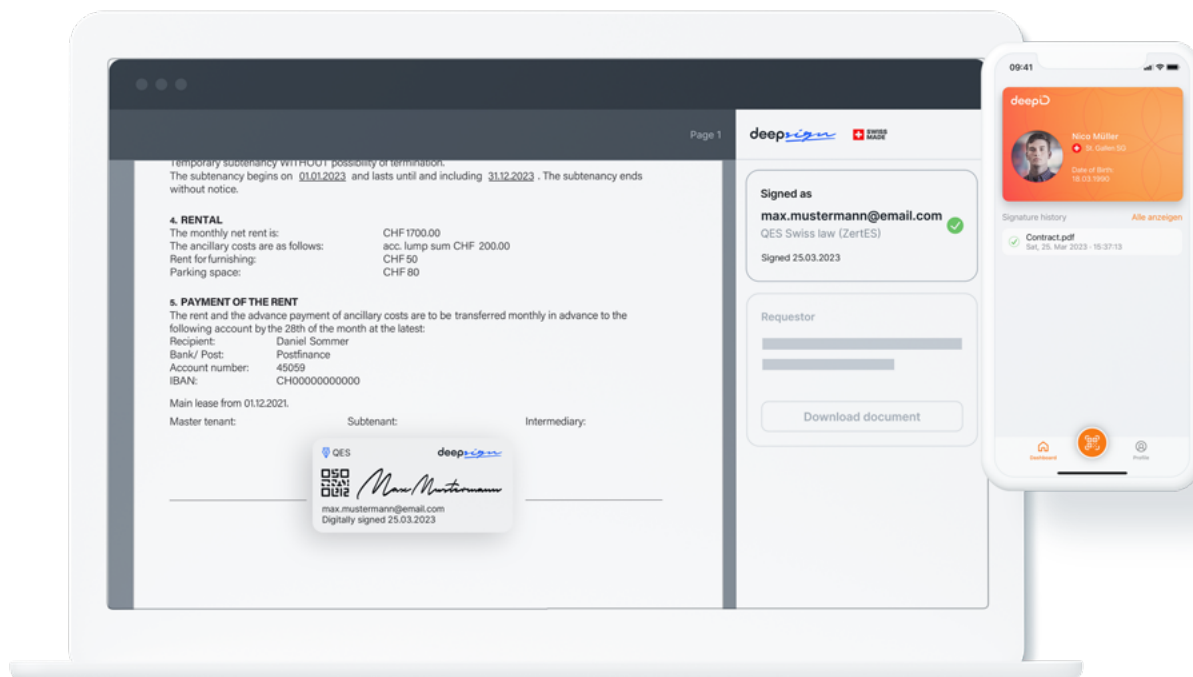 Page 1
Temporary subtenancy WITHOUT possibility of termination.
The subtenancy begins on 01.01.2023 and lasts until and including 31.12.2023 . The subtenancy ends
without notice.
4. RENTAL
The monthly net rent is: CHF 1700.00
The ancillary costs are as follows: acc. lump sum CHF 200.00
Rent for furnishing: CHF 50
Parking space: CHF 80
5. PAYMENT OF THE RENT
The rent and the advance payment of ancillary costs are to be transferred monthly in advance to the
following account by the 28th of the month at the latest:
Recipient: Daniel Sommer
Bank/ Post: Postfinance
Account number: 45059
IBAN: CH00000000000
Main lease from 01.12.2021.
Master tenant: Subtenant: Intermediary:
QES deepsign
Max Mustermann
max.mustermann@email.com
Digitally signed 25.03.2023
deepsign SWISS
MADE
Signed as
max.mustermann@email.com
QES Swiss law (ZertES)
Signed 25.03.2023
Requestor
Download document
09:41
deepID
Nico Müller
St. Gallen SG
Date of Birth:
18.03.1990
Signature history Alle anzeigen
Contract.pdf
Sat, 25. Mar 2023 - 15:37:13
Dashboard Profile